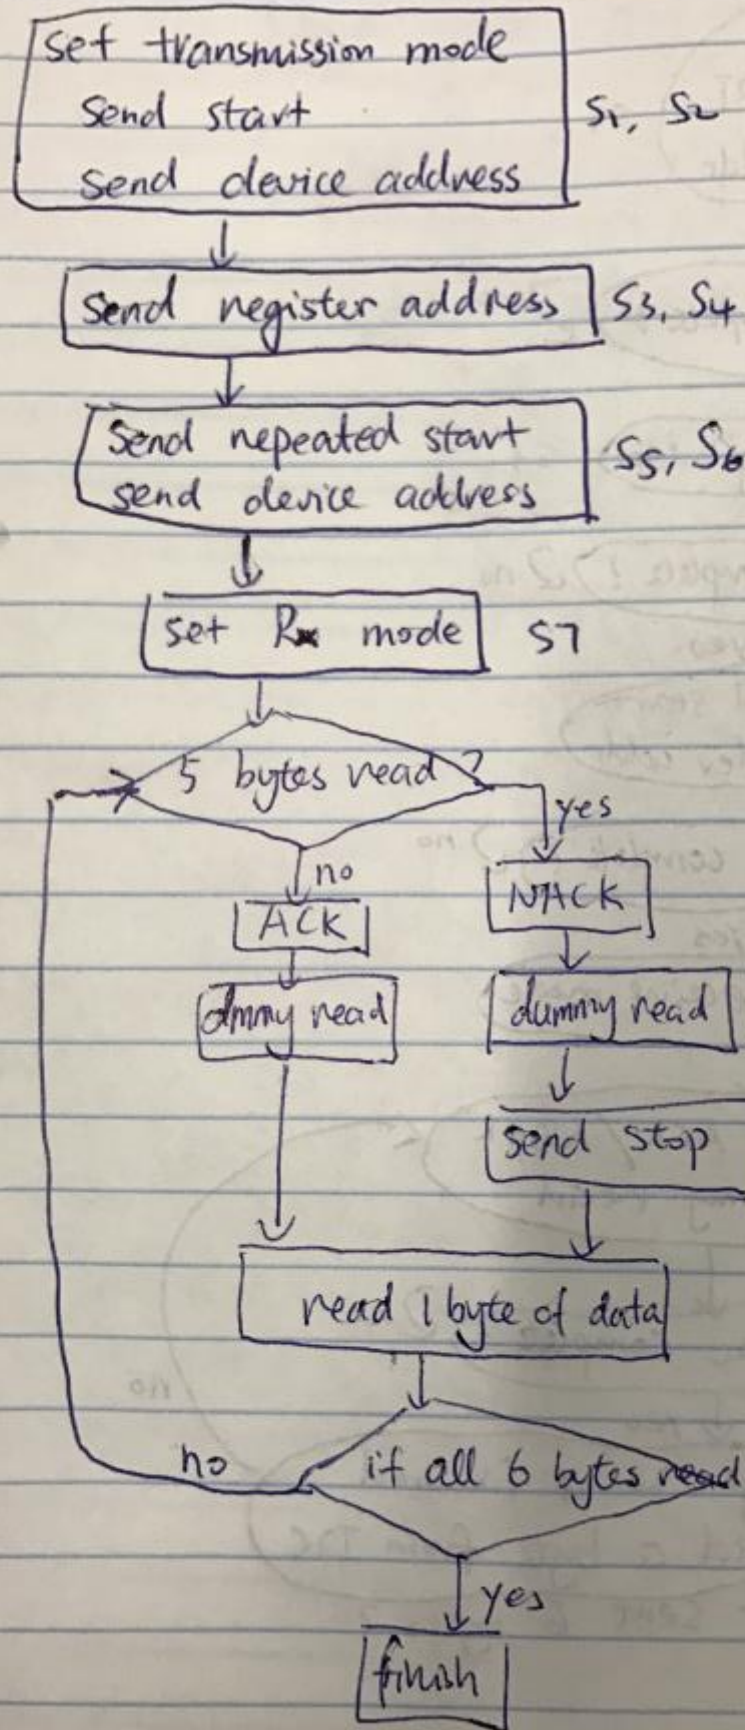 set transmission mode
send start
send device address
S1, S2
send register address
S3, S4
send repeated start
send device address
S5, S6
set Rx mode
S7
5 bytes read ?
yes
no
ACK
NACK
dmmy read
dummy read
send stop
read 1 byte of data
if all 6 bytes read
no
yes
finish